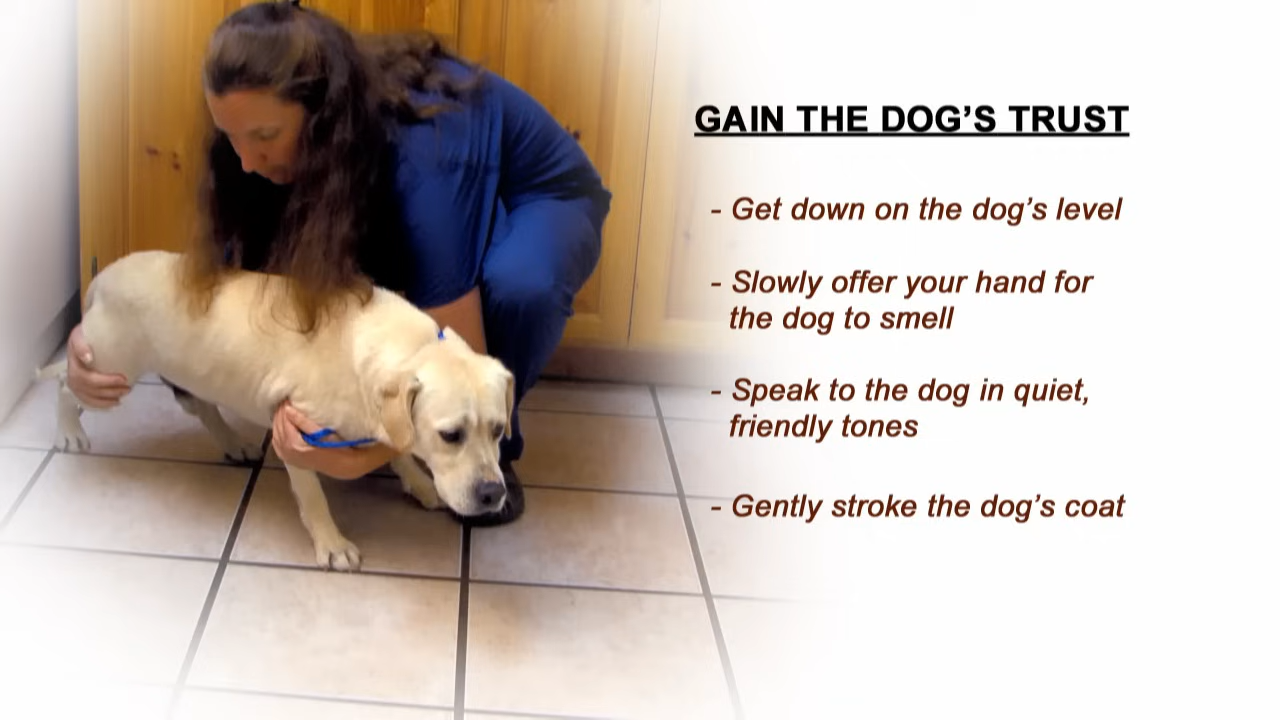 GAIN THE DOG’S TRUST
- Get down on the dog’s level
- Slowly offer your hand for
the dog to smell
- Speak to the dog in quiet,
friendly tones
- Gently stroke the dog’s coat